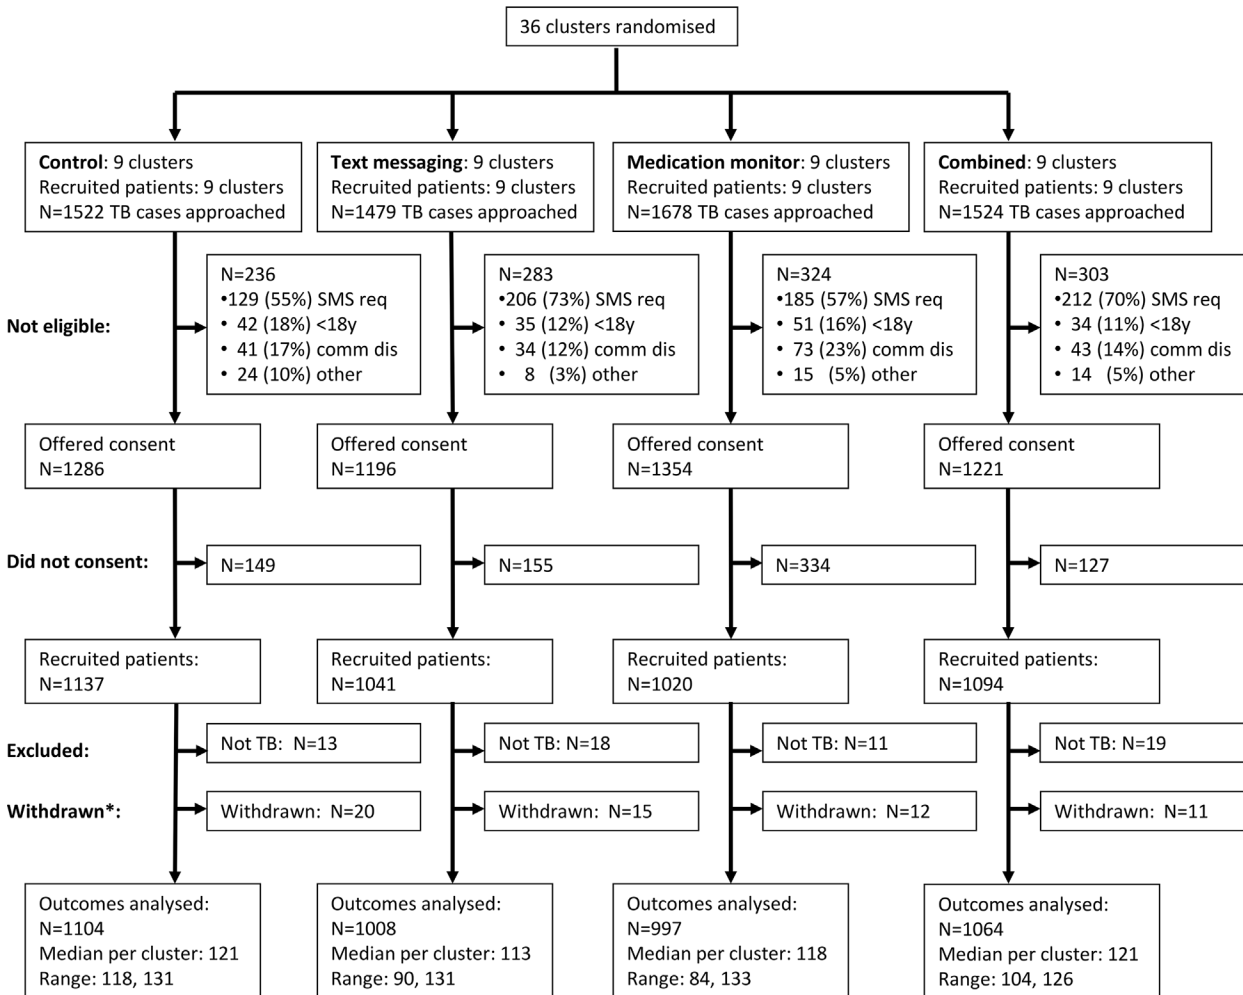 36 clusters randomised
Control: 9 clusters
Recruited patients: 9 clusters
N=1522 TB cases approached
Text messaging: 9 clusters
Recruited patients: 9 clusters
N=1479 TB cases approached
Medication monitor: 9 clusters
Recruited patients: 9 clusters
N=1678 TB cases approached
Combined: 9 clusters
Recruited patients: 9 clusters
N=1524 TB cases approached
Not eligible:
N=236
•129 (55%) SMS req
• 42 (18%) <18y
• 41 (17%) comm dis
• 24 (10%) other
N=283
•206 (73%) SMS req
• 35 (12%) <18y
• 34 (12%) comm dis
• 8 (3%) other
N=324
•185 (57%) SMS req
• 51 (16%) <18y
• 73 (23%) comm dis
• 15 (5%) other
N=303
•212 (70%) SMS req
• 34 (11%) <18y
• 43 (14%) comm dis
• 14 (5%) other
Offered consent
N=1286
Offered consent
N=1196
Offered consent
N=1354
Offered consent
N=1221
Did not consent:
N=149
N=155
N=334
N=127
Recruited patients:
N=1137
Recruited patients:
N=1041
Recruited patients:
N=1020
Recruited patients:
N=1094
Excluded:
Not TB: N=13
Not TB: N=18
Not TB: N=11
Not TB: N=19
Withdrawn*:
Withdrawn: N=20
Withdrawn: N=15
Withdrawn: N=12
Withdrawn: N=11
Outcomes analysed:
N=1104
Median per cluster: 121
Range: 118, 131
Outcomes analysed:
N=1008
Median per cluster: 113
Range: 90, 131
Outcomes analysed:
N=997
Median per cluster: 118
Range: 84, 133
Outcomes analysed:
N=1064
Median per cluster: 121
Range: 104, 126